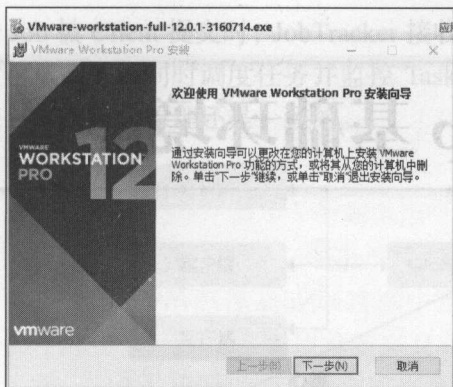 VMware-workstation-full-12.0.1-3160714.exe
应用
VMware Workstation Pro 安装
欢迎使用 VMware Workstation Pro 安装向导
VMWARE
WORKSTATION
PRO
12
通过安装向导可以更改在您的计算机上安装 VMware
Workstation Pro 功能的方式，或将其从您的计算机中删
除。单击“下一步”继续，或单击“取消”退出安装向导。
vmware
上一步(B)
下一步(N)
取消